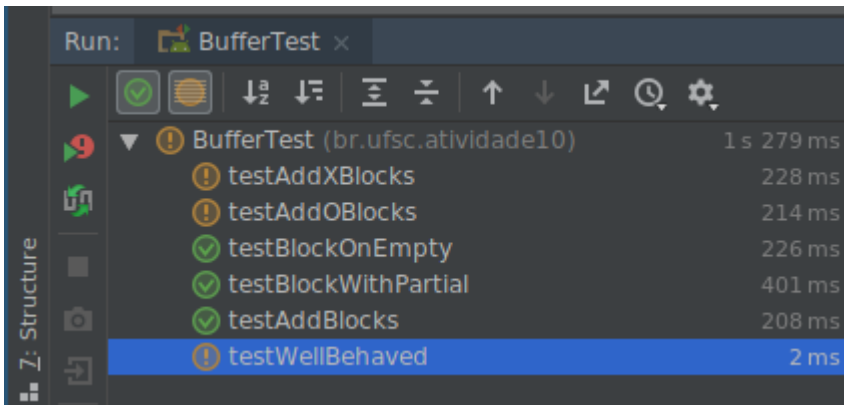 Run: BufferTest ×
BufferTest (br.ufsc.atividade10) 1 s 279 ms
testAddXBlocks 228 ms
testAddOBlocks 214 ms
testBlockOnEmpty 226 ms
testBlockWithPartial 401 ms
testAddBlocks 208 ms
testWellBehaved 2 ms
7: Structure